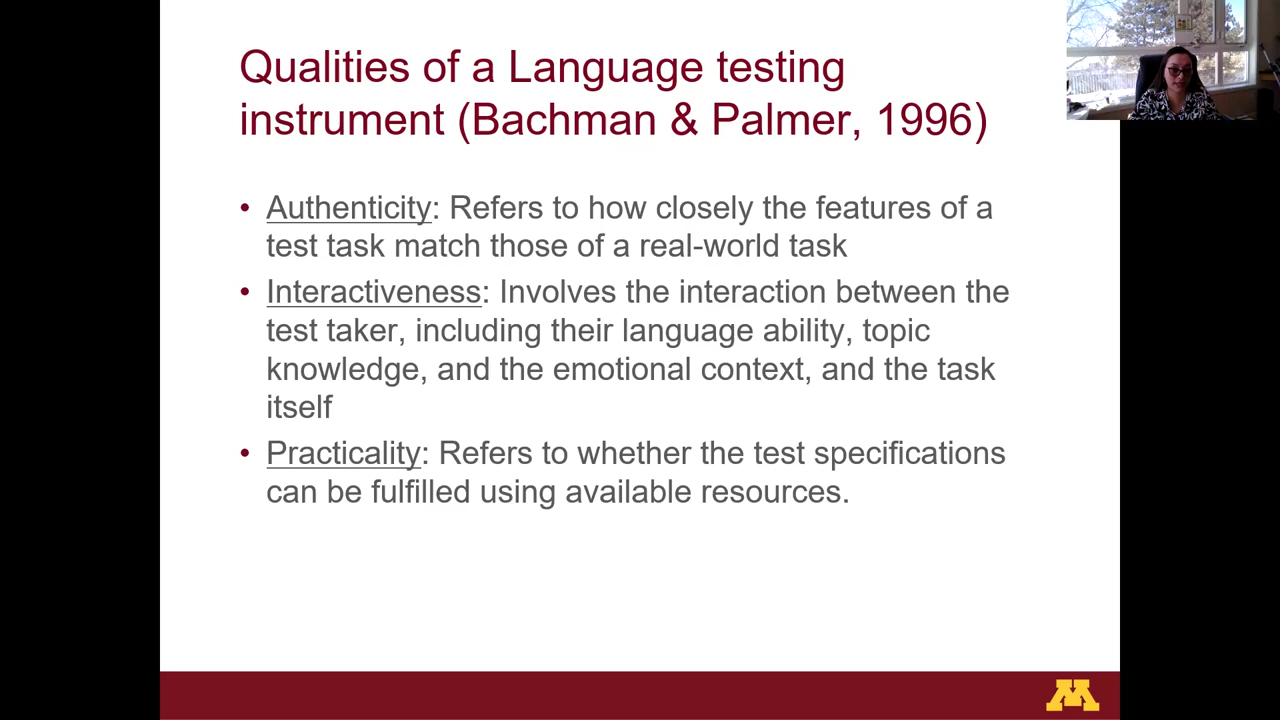 Qualities of a Language testing
instrument (Bachman & Palmer, 1996)
• Authenticity: Refers to how closely the features of a
test task match those of a real-world task
• Interactiveness: Involves the interaction between the
test taker, including their language ability, topic
knowledge, and the emotional context, and the task
itself
• Practicality: Refers to whether the test specifications
can be fulfilled using available resources.
M